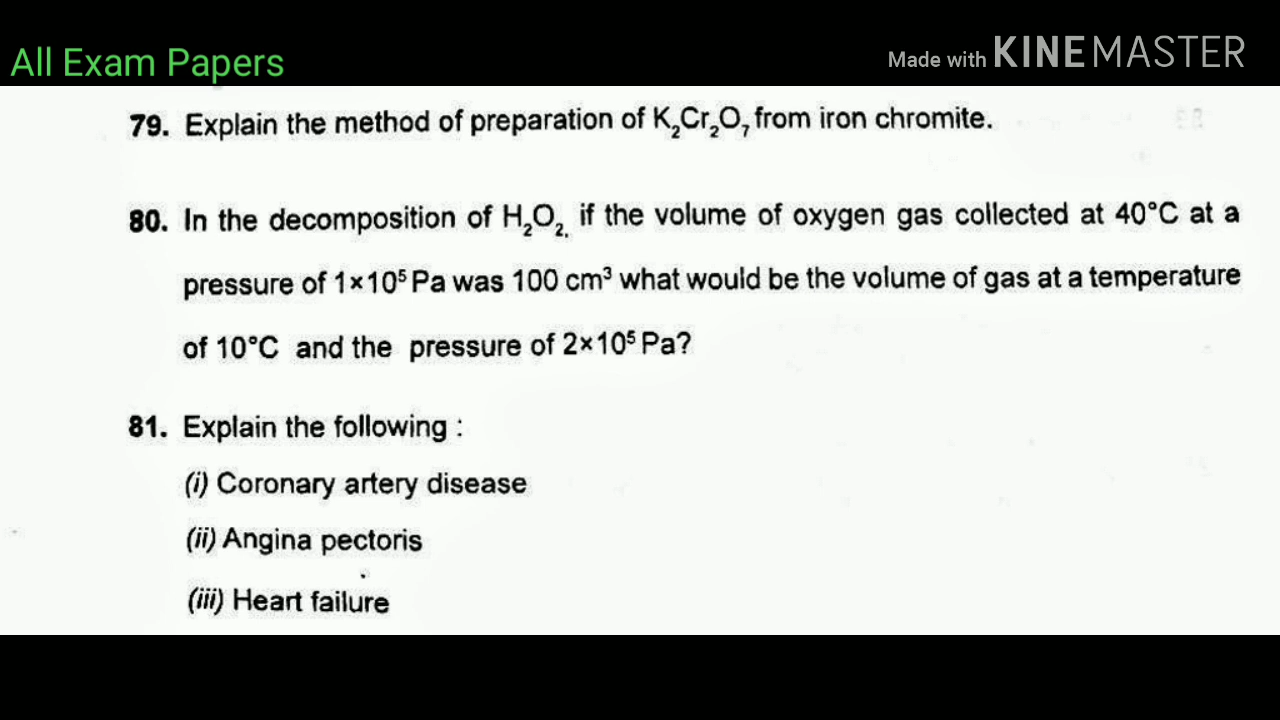 All Exam Papers
Made with KINEMASTER
79. Explain the method of preparation of K₂Cr₂O₇ from iron chromite.
80. In the decomposition of H₂O₂, if the volume of oxygen gas collected at 40°C at a
pressure of 1×10⁵ Pa was 100 cm³ what would be the volume of gas at a temperature
of 10°C and the pressure of 2×10⁵ Pa?
81. Explain the following :
(i) Coronary artery disease
(ii) Angina pectoris
(iii) Heart failure